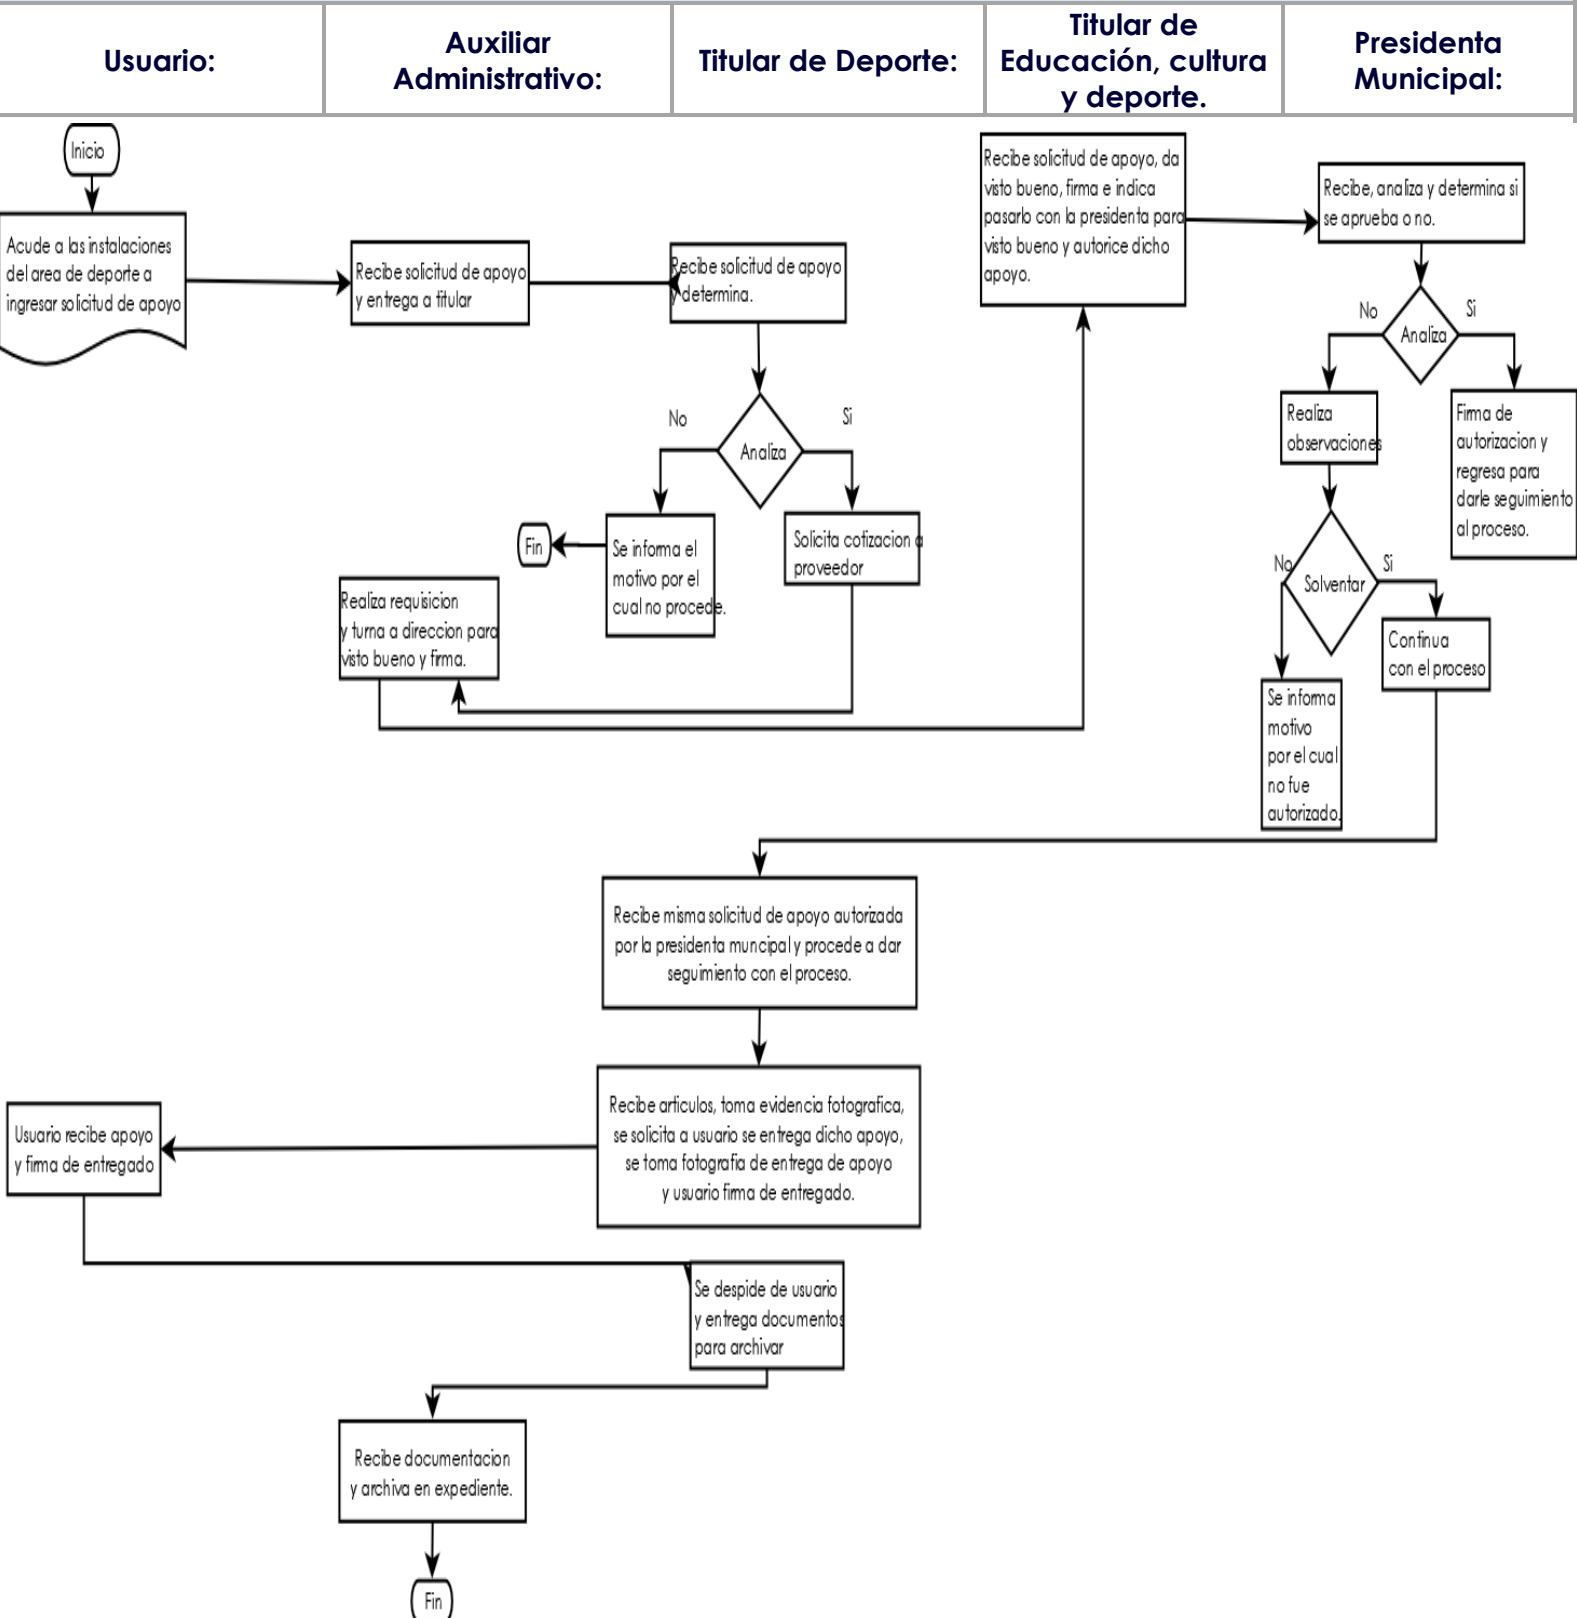 Usuario:
Auxiliar
Administrativo:
Titular de Deporte:
Titular de
Educación, cultura
y deporte.
Presidenta
Municipal:
Inicio
Acude a las instalaciones
del area de deporte a
ingresar solicitud de apoyo
Recibe solicitud de apoyo
y entrega a titular
Recibe solicitud de apoyo
y determina.
Analiza
No
Si
Se informa el
motivo por el
cual no procede.
Fin
Solicita cotizacion a
proveedor
Realiza requisicion
y turna a direccion para
visto bueno y firma.
Recibe solicitud de apoyo, da
visto bueno, firma e indica
pasarlo con la presidenta para
visto bueno y autorice dicho
apoyo.
Recibe, analiza y determina si
se aprueba o no.
No
Si
Analiza
Realiza
observaciones
Firma de
autorizacion y
regresa para
darle seguimiento
al proceso.
No
Si
Solventar
Continua
con el proceso
Se informa
motivo
por el cual
no fue
autorizado.
Recibe misma solicitud de apoyo autorizada
por la presidenta muncipal y procede a dar
seguimiento con el proceso.
Recibe articulos, toma evidencia fotografica,
se solicita a usuario se entrega dicho apoyo,
se toma fotografia de entrega de apoyo
y usuario firma de entregado.
Usuario recibe apoyo
y firma de entregado
Se despide de usuario
y entrega documentos
para archivar
Recibe documentacion
y archiva en expediente.
Fin